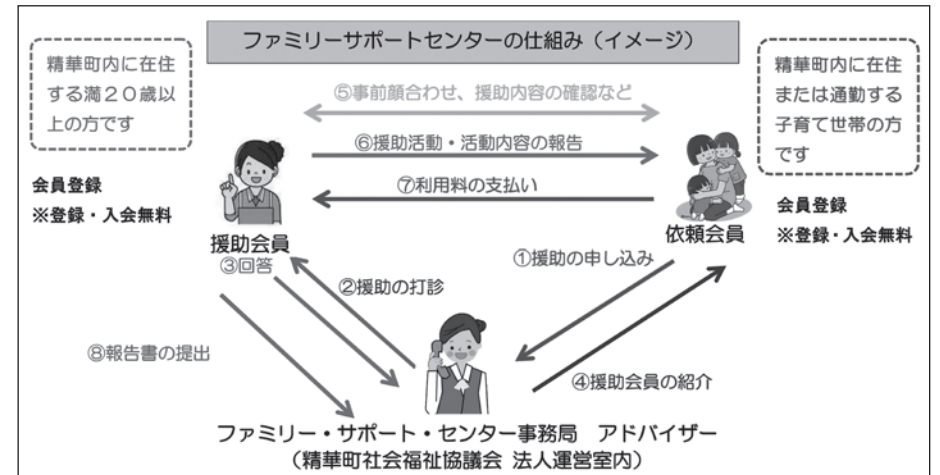 ファミリーサポートセンターの仕組み（イメージ）
精華町内に在住
する満２０歳以
上の方です
会員登録
※登録・入会無料
精華町内に在住
または通勤する
子育て世帯の方
です
会員登録
※登録・入会無料
⑤事前顔合わせ、援助内容の確認など
⑥援助活動・活動内容の報告
⑦利用料の支払い
援助会員
依頼会員
①援助の申し込み
②援助の打診
③回答
④援助会員の紹介
⑧報告書の提出
ファミリー・サポート・センター事務局　アドバイザー
（精華町社会福祉協議会 法人運営室内）